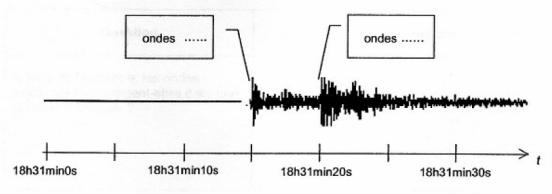 ondes ......
ondes ......
t
18h31min0s
18h31min10s
18h31min20s
18h31min30s